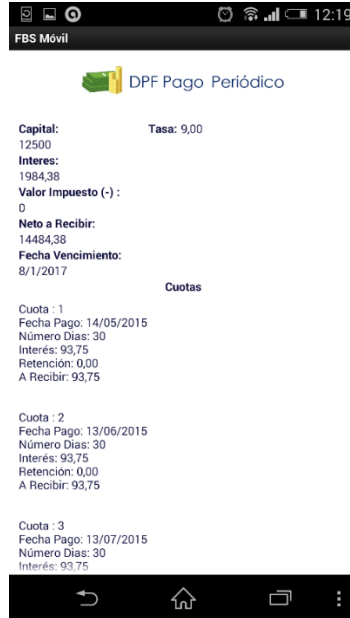 12:19
FBS Móvil
DPF Pago Periódico
Capital: Tasa: 9,00
12500
Interes:
1984,38
Valor Impuesto (-) :
0
Neto a Recibir:
14484,38
Fecha Vencimiento:
8/1/2017
Cuotas
Cuota : 1
Fecha Pago: 14/05/2015
Número Dias: 30
Interés: 93,75
Retención: 0,00
A Recibir: 93,75
Cuota : 2
Fecha Pago: 13/06/2015
Número Dias: 30
Interés: 93,75
Retención: 0,00
A Recibir: 93,75
Cuota : 3
Fecha Pago: 13/07/2015
Número Dias: 30
Interés: 93,75